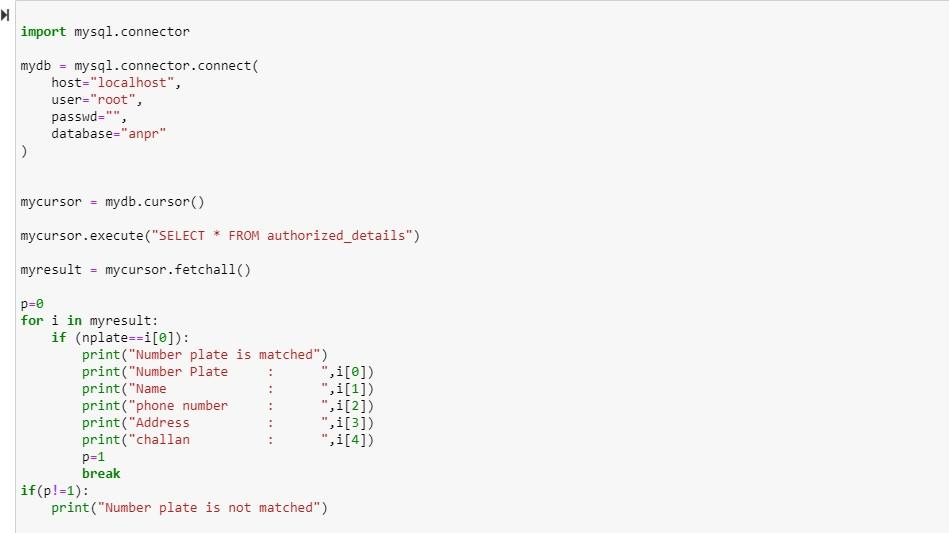 import mysql.connector
mydb = mysql.connector.connect(
    host="localhost",
    user="root",
    passwd="",
    database="anpr"
)
mycursor = mydb.cursor()
mycursor.execute("SELECT * FROM authorized_details")
myresult = mycursor.fetchall()
p=0
for i in myresult:
    if (nplate==i[0]):
        print("Number plate is matched")
        print("Number Plate     :      ",i[0])
        print("Name             :      ",i[1])
        print("phone number     :      ",i[2])
        print("Address          :      ",i[3])
        print("challan          :      ",i[4])
        p=1
        break
if(p!=1):
    print("Number plate is not matched")